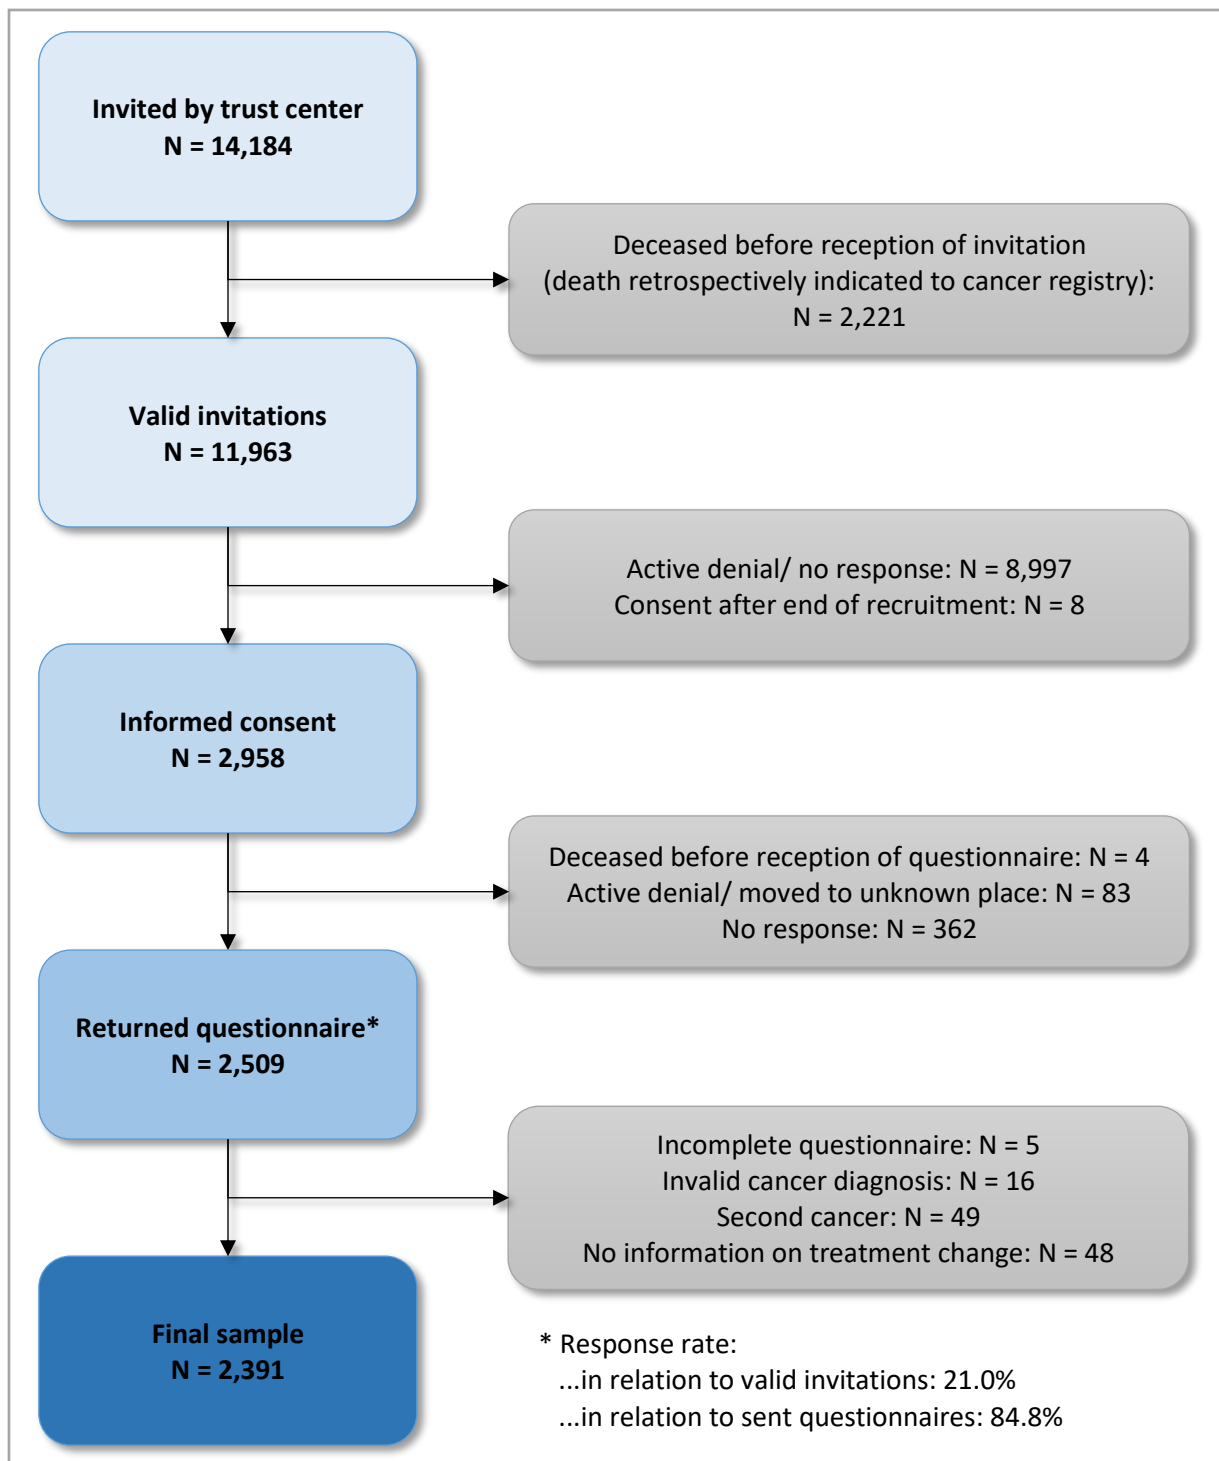 Invited by trust center
N = 14,184
Deceased before reception of invitation
(death retrospectively indicated to cancer registry):
N = 2,221
Valid invitations
N = 11,963
Active denial/ no response: N = 8,997
Consent after end of recruitment: N = 8
Informed consent
N = 2,958
Deceased before reception of questionnaire: N = 4
Active denial/ moved to unknown place: N = 83
No response: N = 362
Returned questionnaire*
N = 2,509
Incomplete questionnaire: N = 5
Invalid cancer diagnosis: N = 16
Second cancer: N = 49
No information on treatment change: N = 48
Final sample
N = 2,391
* Response rate:
...in relation to valid invitations: 21.0%
...in relation to sent questionnaires: 84.8%